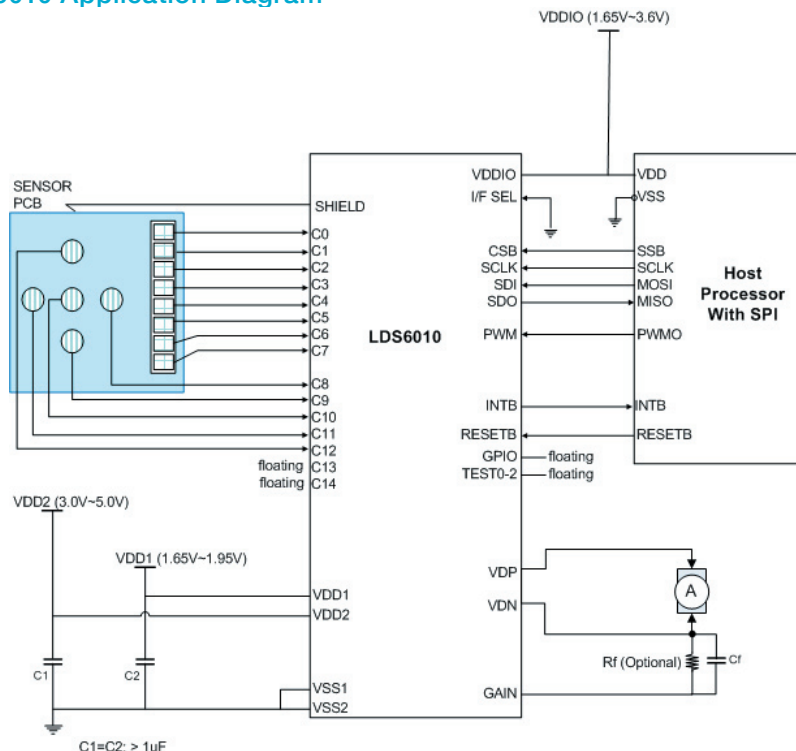 Application Diagram
VDDIO (1.65V~3.6V)
SENSOR
PCB
SHIELD
C0
C1
C2
C3
C4
C5
C6
C7
C8
C9
C10
C11
C12
floating C13
floating C14
VDD2 (3.0V~5.0V)
VDD1 (1.65V~1.95V)
VDD1
VDD2
C1
C2
VSS1
VSS2
C1=C2: > 1uF
LDS6010
VDDIO
I/F SEL
CSB
SCLK
SDI
SDO
PWM
INTB
RESETB
GPIO floating
TEST0-2 floating
VDP
VDN
GAIN
VDD
VSS
SSB
SCLK
MOSI
MISO
PWMO
INTB
RESETB
Host
Processor
With SPI
A
Rf (Optional)
Cf